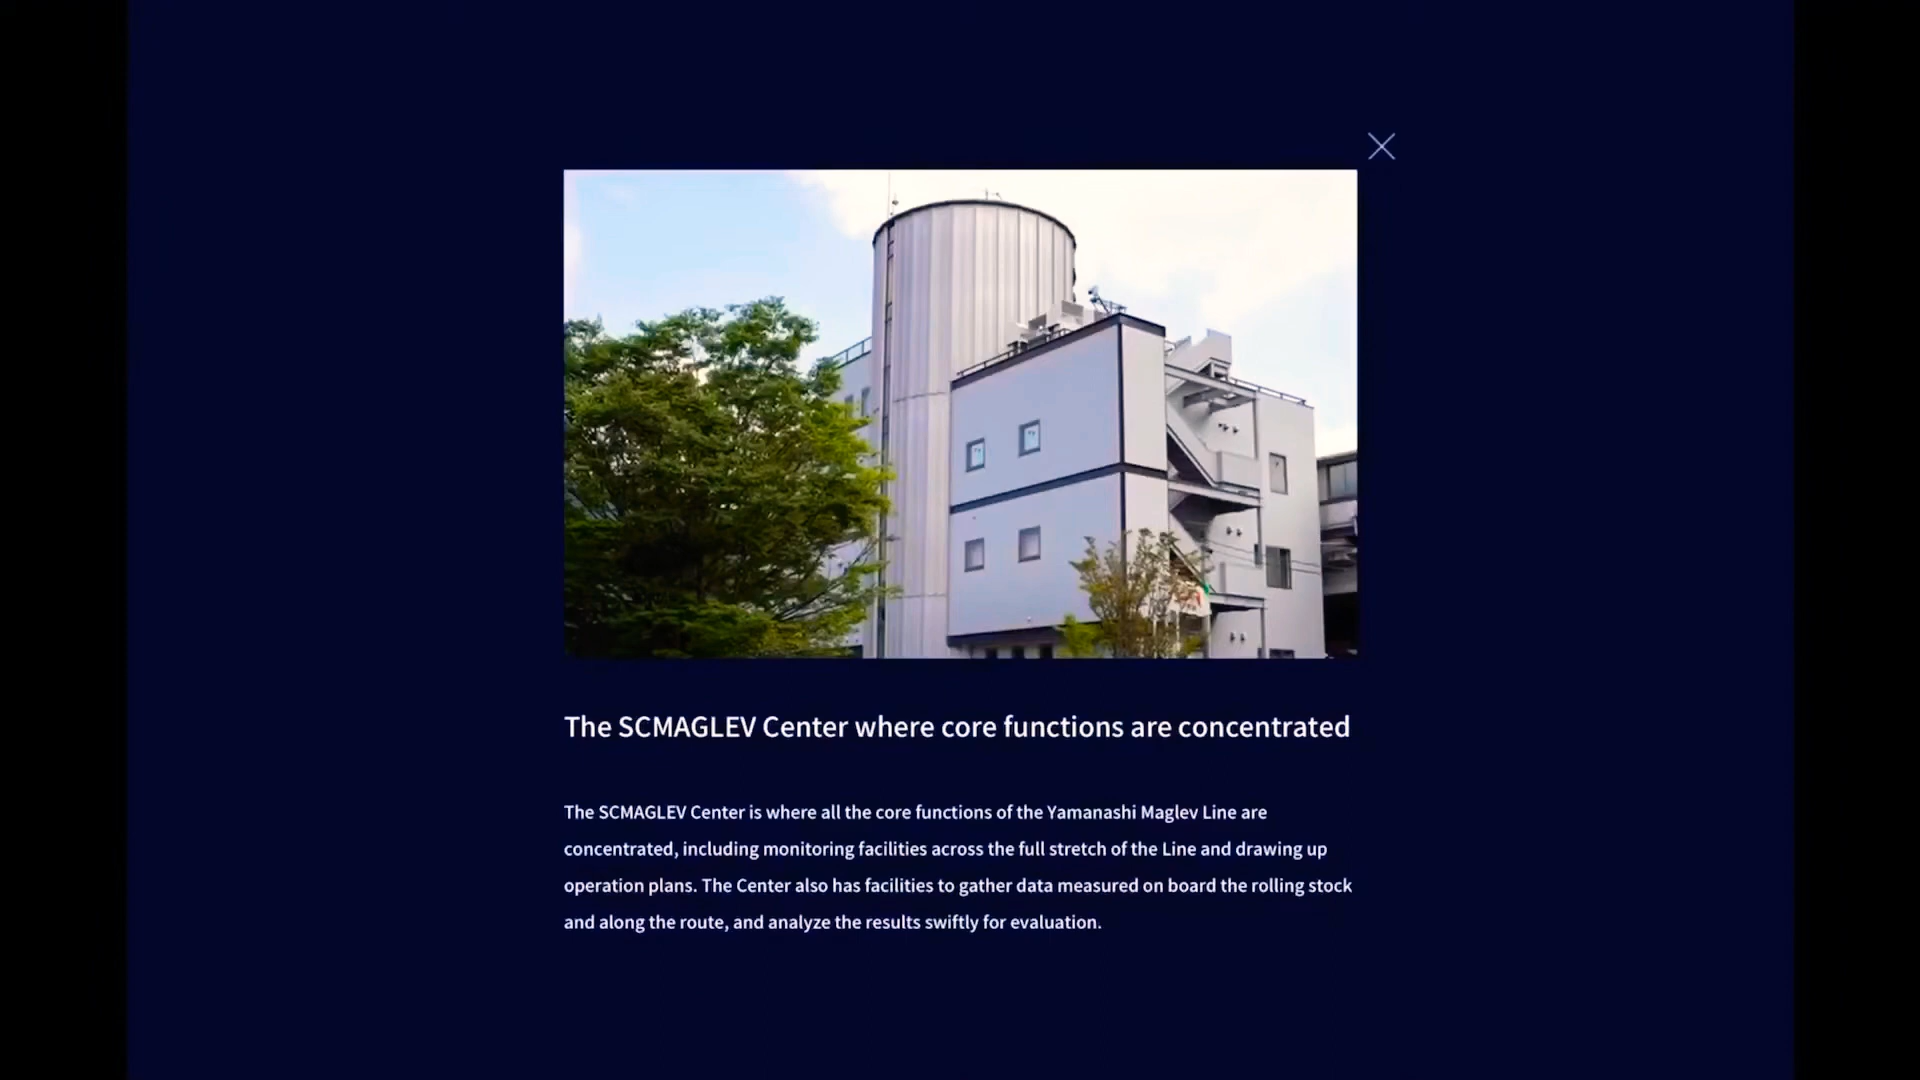 The SCMAGLEV Center where core functions are concentrated
The SCMAGLEV Center is where all the core functions of the Yamanashi Maglev Line are
concentrated, including monitoring facilities across the full stretch of the Line and drawing up
operation plans. The Center also has facilities to gather data measured on board the rolling stock
and along the route, and analyze the results swiftly for evaluation.